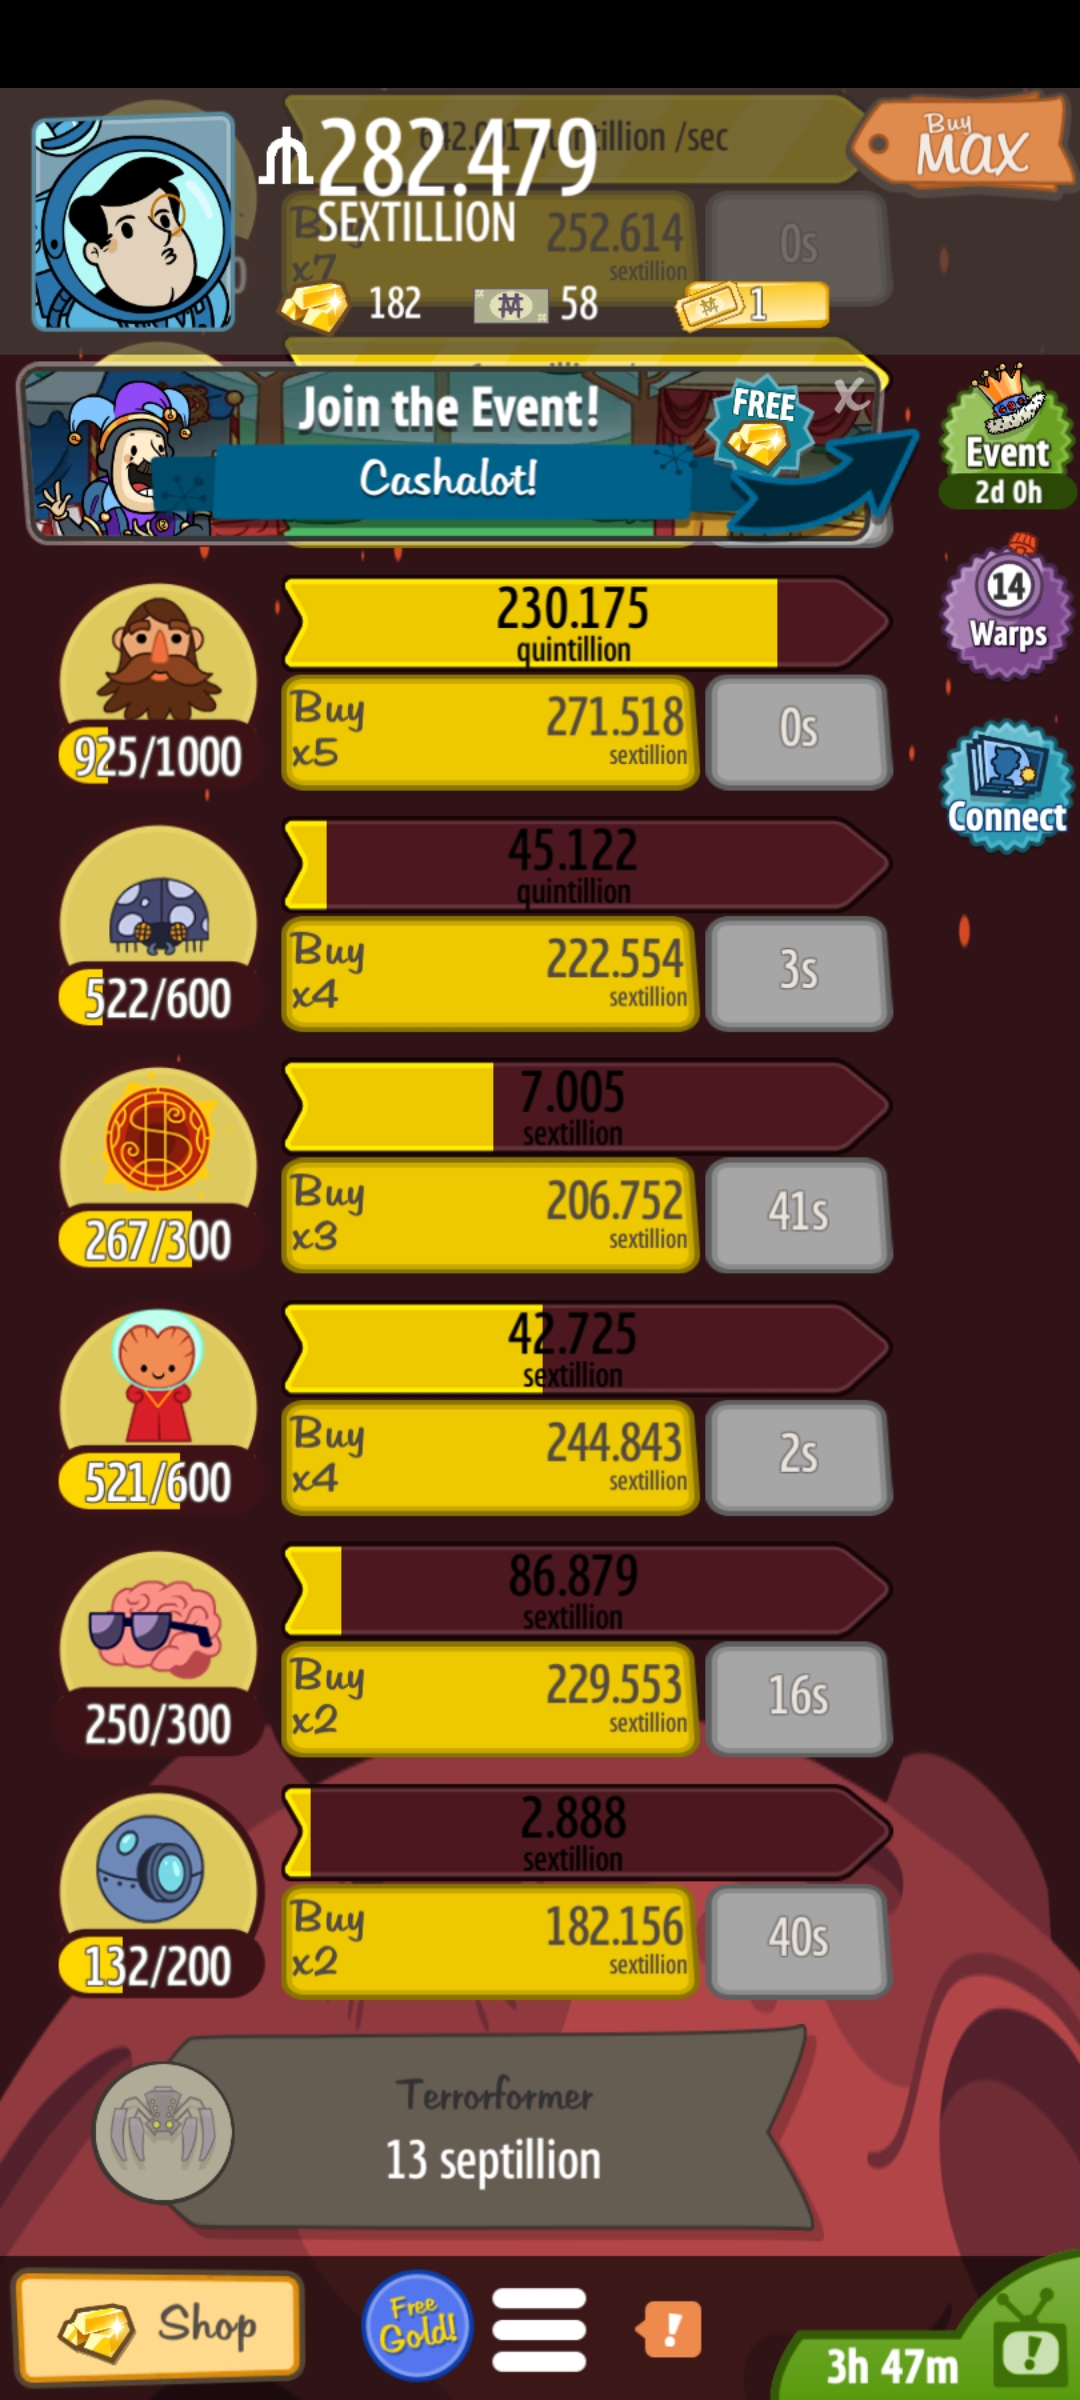 642.001 quintillion /sec
Buy
MAX
282.479
SEXTILLION
Buy
x7
252.614
sextillion
0s
182
58
1
Join the Event!
FREE
X
Cashalot!
Event
2d 0h
14
Warps
Connect
230.175
quintillion
925/1000
Buy
x5
271.518
sextillion
0s
45.122
quintillion
522/600
Buy
x4
222.554
sextillion
3s
7.005
sextillion
267/300
Buy
x3
206.752
sextillion
41s
42.725
sextillion
521/600
Buy
x4
244.843
sextillion
2s
86.879
sextillion
250/300
Buy
x2
229.553
sextillion
16s
2.888
sextillion
132/200
Buy
x2
182.156
sextillion
40s
Terrorformer
13 septillion
Shop
Free
Gold!
!
!
3h 47m